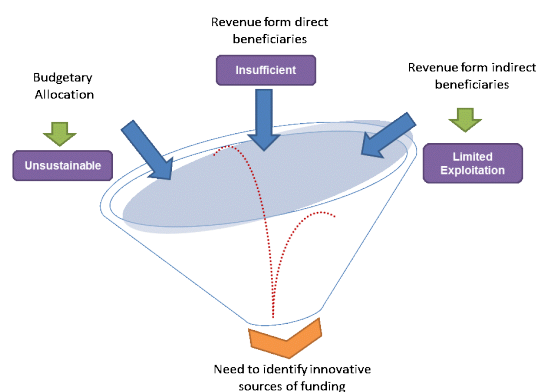 Revenue form direct
beneficiaries
Insufficient
Budgetary
Allocation
Unsustainable
Revenue form indirect
beneficiaries
Limited
Exploitation
Need to identify innovative
sources of funding